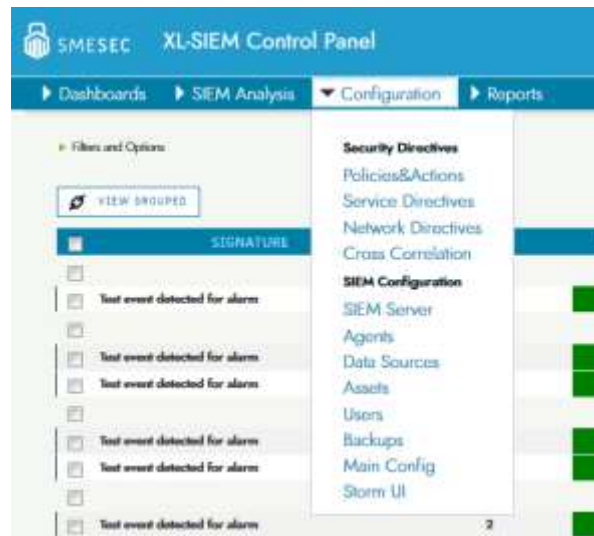 SMESEC XL-SIEM Control Panel
Dashboards SIEM Analysis Configuration Reports
Filters and Options
VIEW GROUPED
SIGNATURE
Security Directives
Policies&Actions
Service Directives
Network Directives
Cross Correlation
SIEM Configuration
SIEM Server
Agents
Data Sources
Assets
Users
Backups
Main Config
Storm UI
Test event detected for alarm
Test event detected for alarm
Test event detected for alarm
Test event detected for alarm
Test event detected for alarm
Test event detected for alarm 2